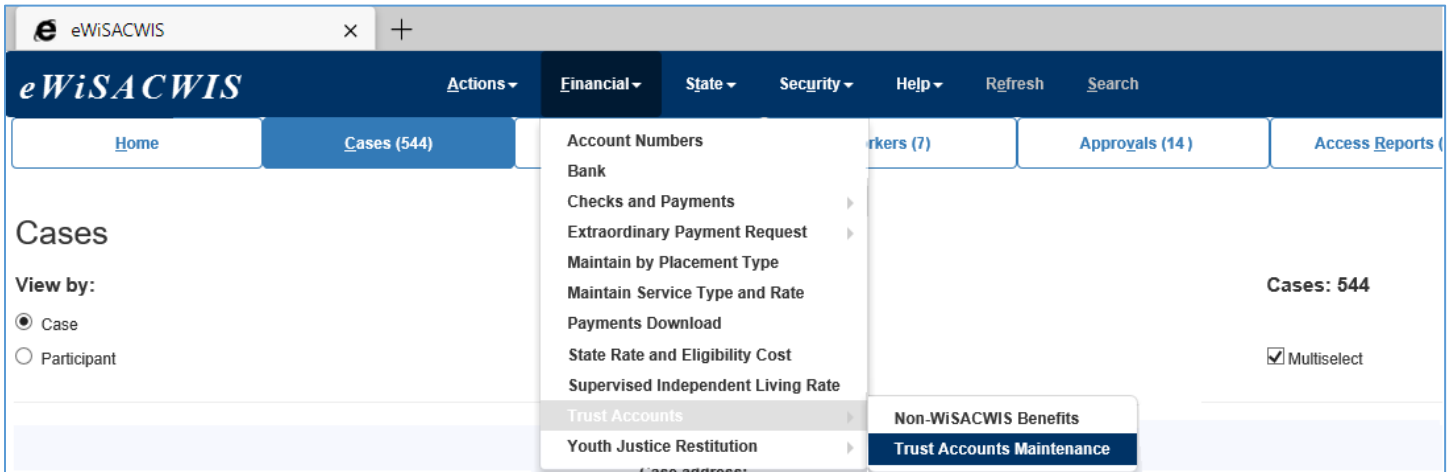 eWiSACWIS
eWiSACWIS Actions Financial State Security Help Refresh Search
Home Cases (544) (7) Approvals (14) Access Reports (
Account Numbers
Bank
Checks and Payments
Cases
Extraordinary Payment Request
Maintain by Placement Type
View by: Cases: 544
Maintain Service Type and Rate
Case
Payments Download
Participant Multiselect
State Rate and Eligibility Cost
Supervised Independent Living Rate
Trust Accounts Non-WiSACWIS Benefits
Youth Justice Restitution Trust Accounts Maintenance
Case address: